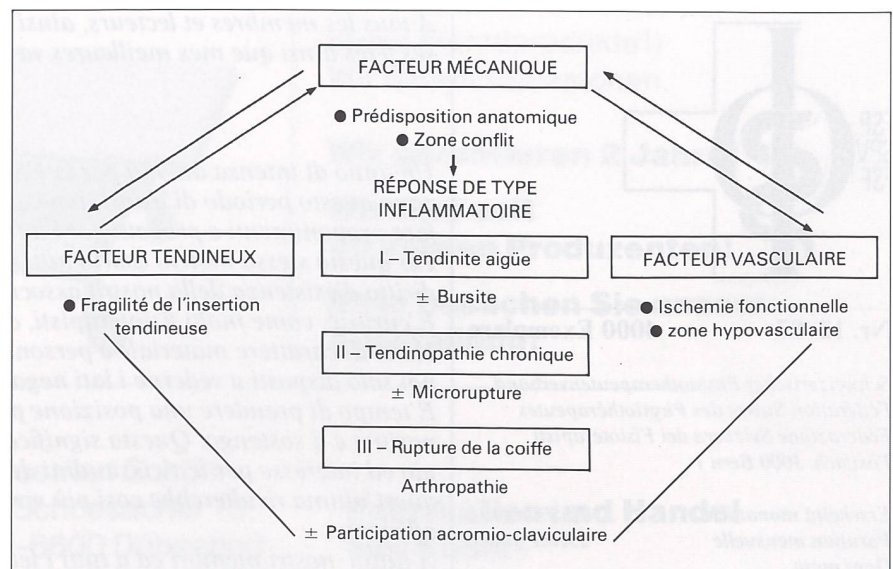 FACTEUR MÉCANIQUE
● Prédisposition anatomique
● Zone conflit
RÉPONSE DE TYPE
INFLAMMATOIRE
FACTEUR TENDINEUX
● Fragilité de l'insertion
tendineuse
I – Tendinite aigüe
± Bursite
II – Tendinopathie chronique
± Microrupture
III – Rupture de la coiffe
Arthropathie
± Participation acromio-claviculaire
FACTEUR VASCULAIRE
● Ischemie fonctionnelle
● zone hypovasculaire